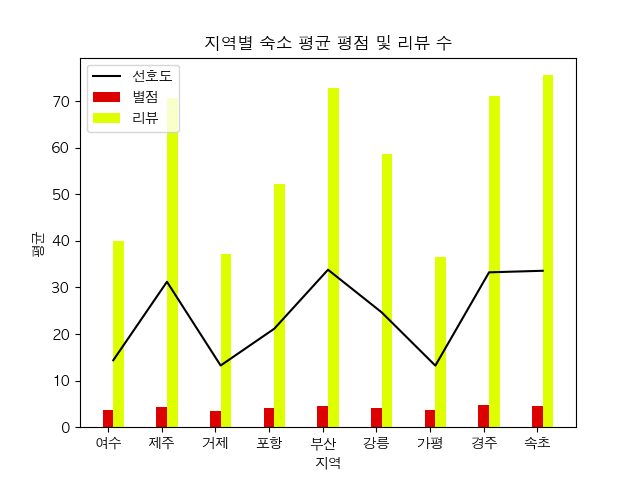 지역별 숙소 평균 평점 및 리뷰 수
선호도
별점
리뷰
평균
70
60
50
40
30
20
10
0
여수 제주 거제 포항 부산 강릉 가평 경주 속초
지역